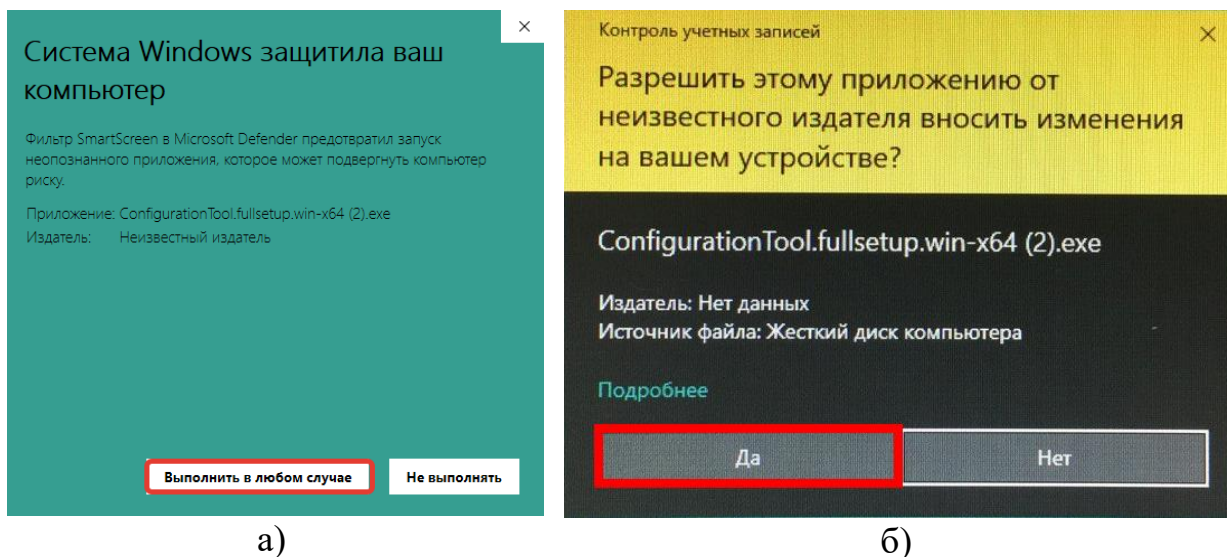 Система Windows защитила ваш
компьютер
Фильтр SmartScreen в Microsoft Defender предотвратил запуск
неопознанного приложения, которое может подвергнуть компьютер
риску.
Приложение: ConfigurationTool.fullsetup.win-x64 (2).exe
Издатель: Неизвестный издатель
Выполнить в любом случае
Не выполнять
а)
Контроль учетных записей
Разрешить этому приложению от
неизвестного издателя вносить изменения
на вашем устройстве?
ConfigurationTool.fullsetup.win-x64 (2).exe
Издатель: Нет данных
Источник файла: Жесткий диск компьютера
Подробнее
Да
Нет
б)